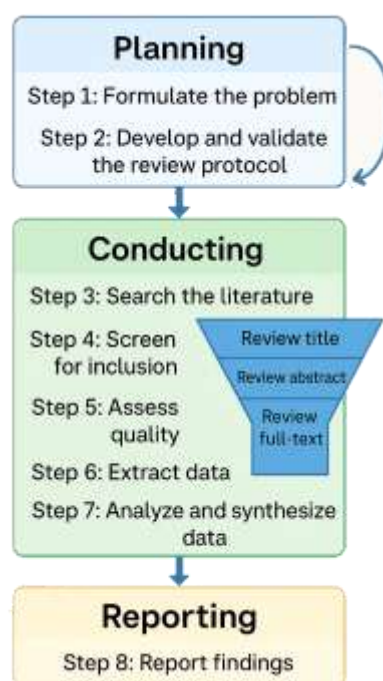 Planning
Step 1: Formulate the problem
Step 2: Develop and validate
the review protocol
Conducting
Step 3: Search the literature
Step 4: Screen
for inclusion
Step 5: Assess
quality
Step 6: Extract data
Step 7: Analyze and synthesize
data
Review title
Review abstract
Review
full-text
Reporting
Step 8: Report findings